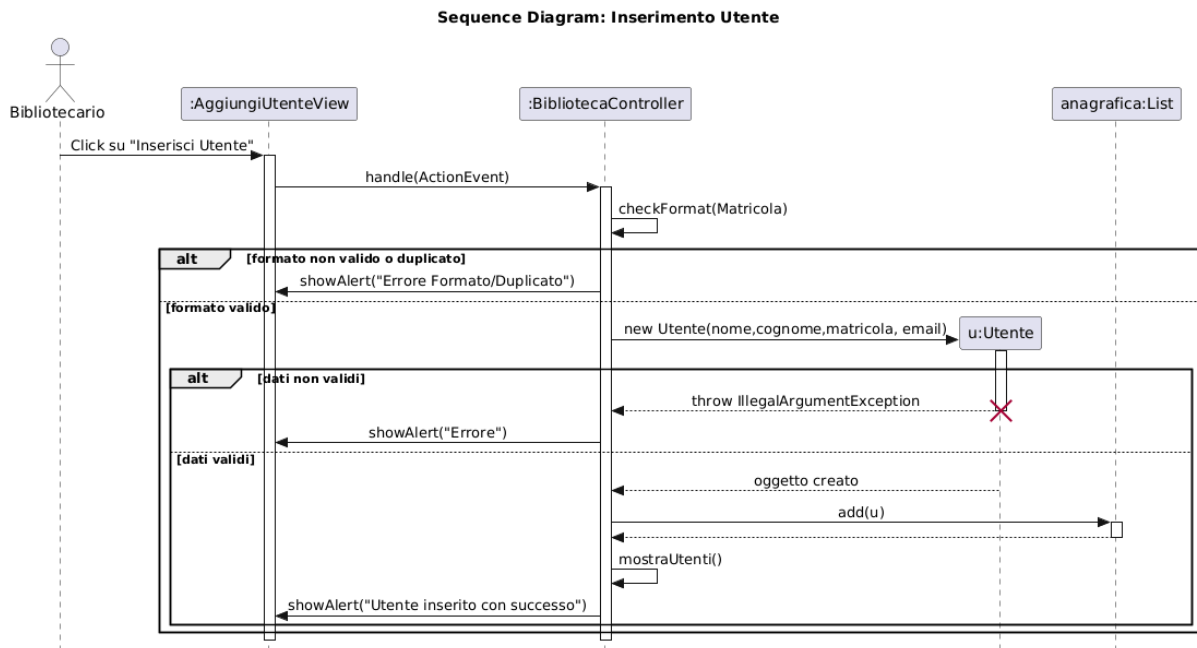 Sequence Diagram: Inserimento Utente
Bibliotecario
:AggiungiUtenteView
:BibliotecaController
anagrafica:List
Click su "Inserisci Utente"
handle(ActionEvent)
checkFormat(Matricola)
alt
[formato non valido o duplicato]
showAlert("Errore Formato/Duplicato")
[formato valido]
new Utente(nome,cognome,matricola, email)
u:Utente
alt
[dati non validi]
throw IllegalArgumentException
showAlert("Errore")
[dati validi]
oggetto creato
add(u)
mostraUtenti()
showAlert("Utente inserito con successo")